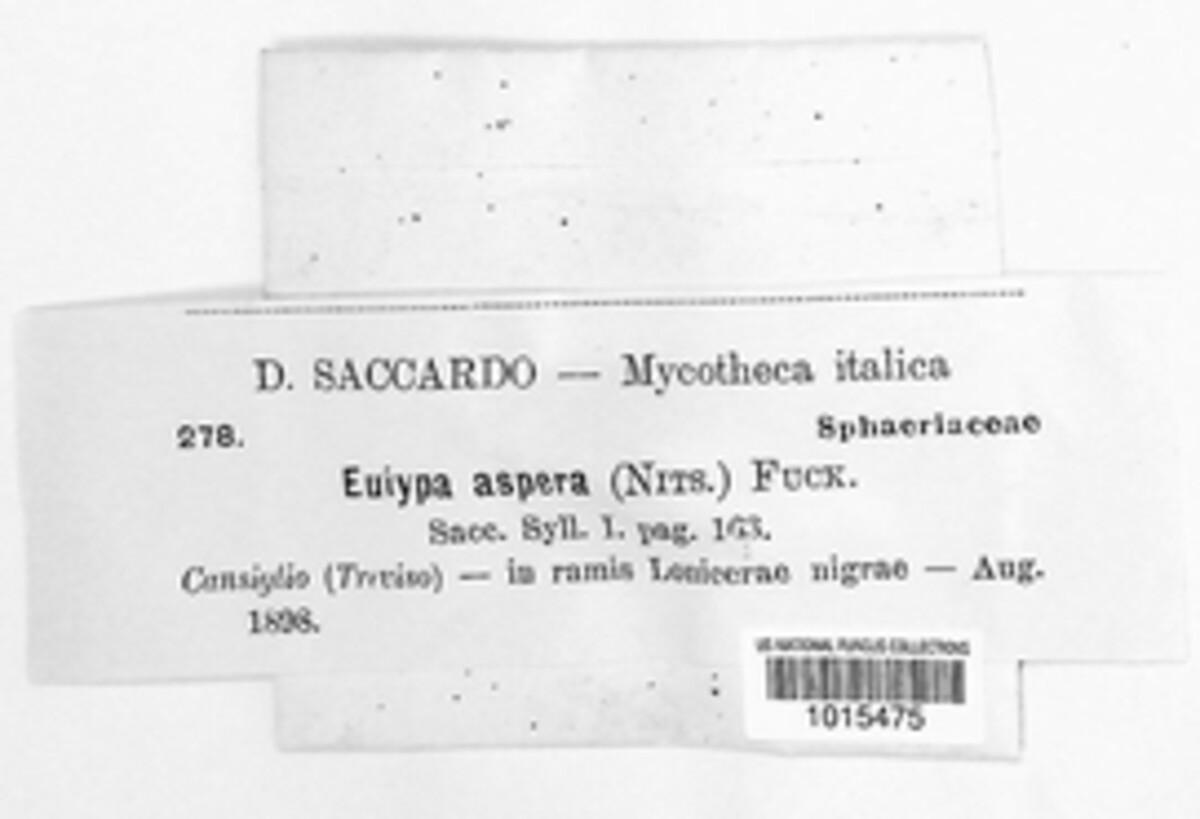 D. SACCARDO — Mycotheca italica
278.
Sphaeriaceae
Eutypa aspera (NITS.) FUCK.
Sacc. Syll. I. pag. 163.
Cansiglio (Treviso) — in ramis Lonicerae nigrae — Aug.
1898.
US NATIONAL FUNGUS COLLECTIONS
1015475